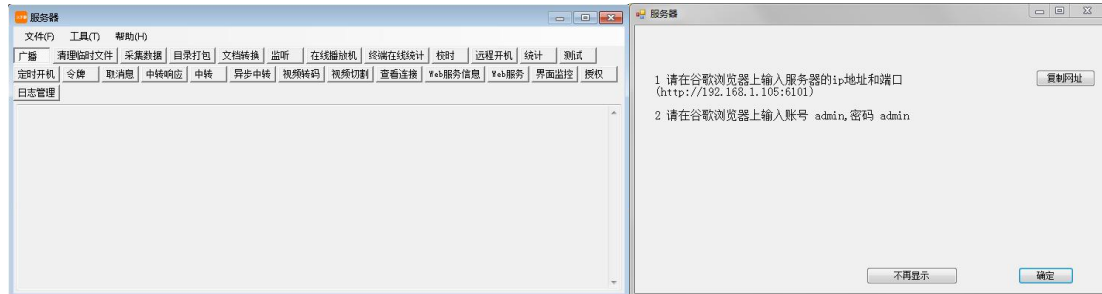 服务器
文件(F) 工具(T) 帮助(H)
广播 清理临时文件 采集数据 目录打包 文档转换 监听 在线播放机 终端在线统计 校时 远程开机 统计 测试
定时开机 令牌 取消息 中转响应 中转 异步中转 视频转码 视频切割 查看连接 Web服务信息 Web服务 界面监控 授权
日志管理
服务器
1 请在谷歌浏览器上输入服务器的ip地址和端口
(http://192.168.1.105:6101)
复制网址
2 请在谷歌浏览器上输入账号 admin,密码 admin
不再显示 确定